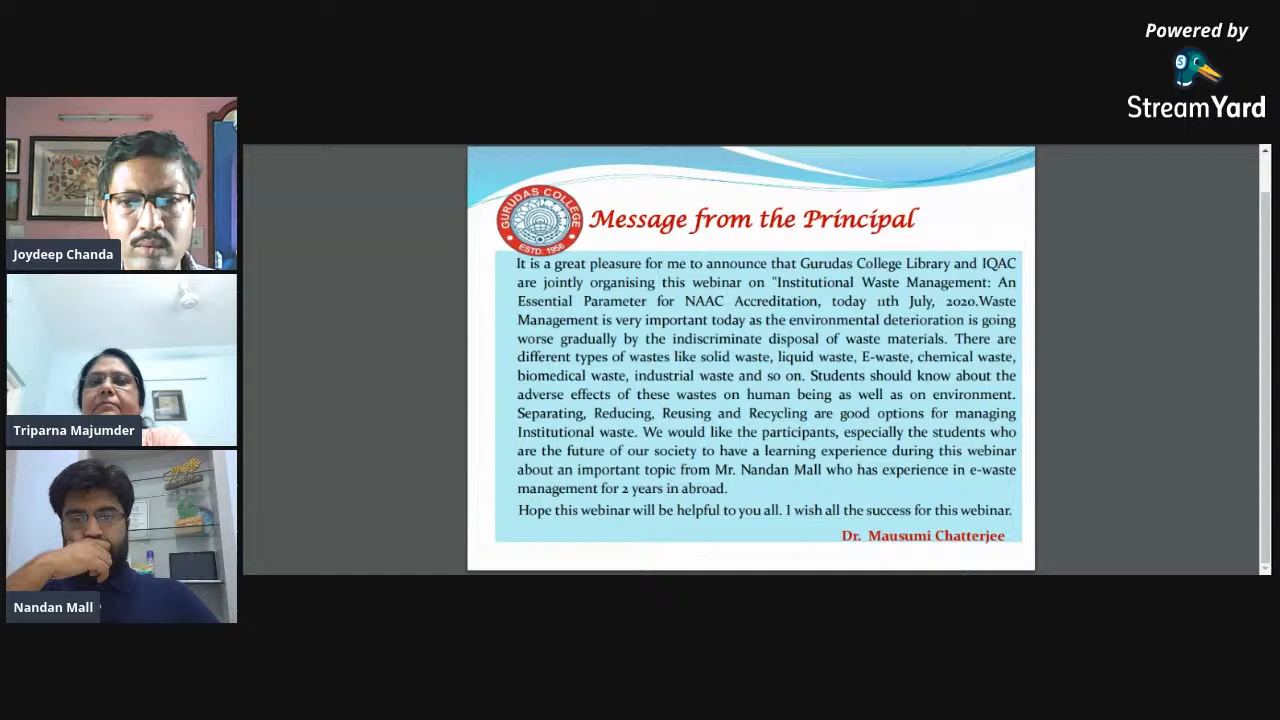 Powered by
StreamYard
Joydeep Chanda
Triparna Majumder
Nandan Mall
GURUDAS COLLEGE
ESTD. 1956
Message from the Principal
It is a great pleasure for me to announce that Gurudas College Library and IQAC
are jointly organising this webinar on "Institutional Waste Management: An
Essential Parameter for NAAC Accreditation, today 11th July, 2020.Waste
Management is very important today as the environmental deterioration is going
worse gradually by the indiscriminate disposal of waste materials. There are
different types of wastes like solid waste, liquid waste, E-waste, chemical waste,
biomedical waste, industrial waste and so on. Students should know about the
adverse effects of these wastes on human being as well as on environment.
Separating, Reducing, Reusing and Recycling are good options for managing
Institutional waste. We would like the participants, especially the students who
are the future of our society to have a learning experience during this webinar
about an important topic from Mr. Nandan Mall who has experience in e-waste
management for 2 years in abroad.
Hope this webinar will be helpful to you all. I wish all the success for this webinar.
Dr. Mausumi Chatterjee